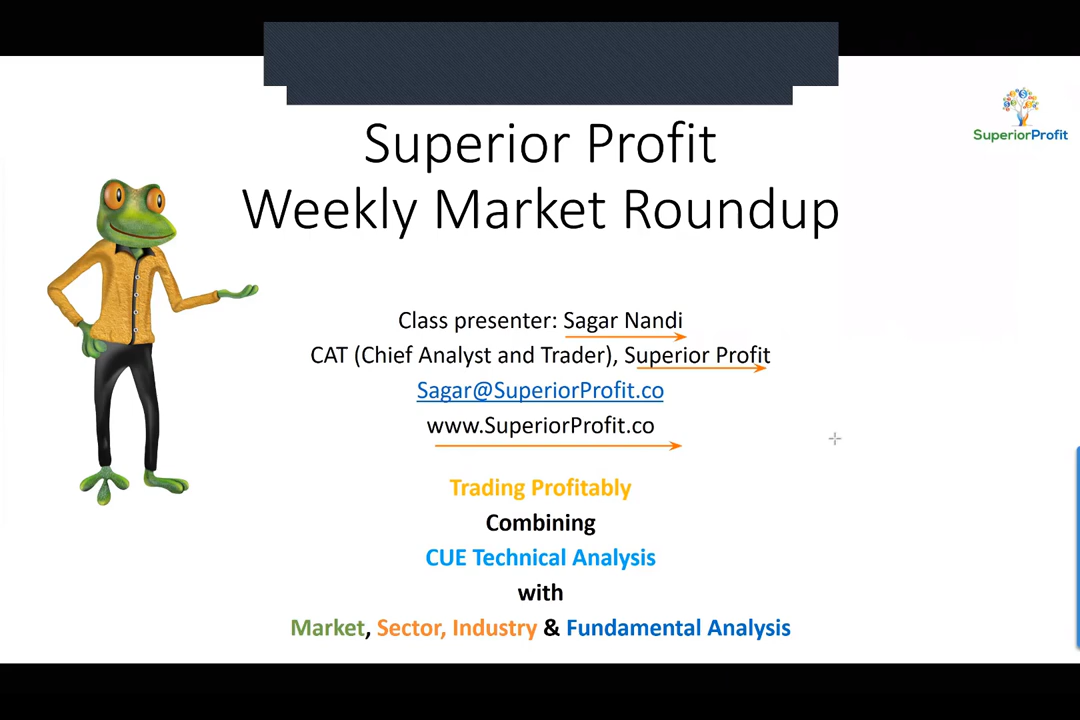 SuperiorProfit
Superior Profit
Weekly Market Roundup
Class presenter: Sagar Nandi
CAT (Chief Analyst and Trader), Superior Profit
Sagar@SuperiorProfit.co
www.SuperiorProfit.co
Trading Profitably
Combining
CUE Technical Analysis
with
Market, Sector, Industry & Fundamental Analysis